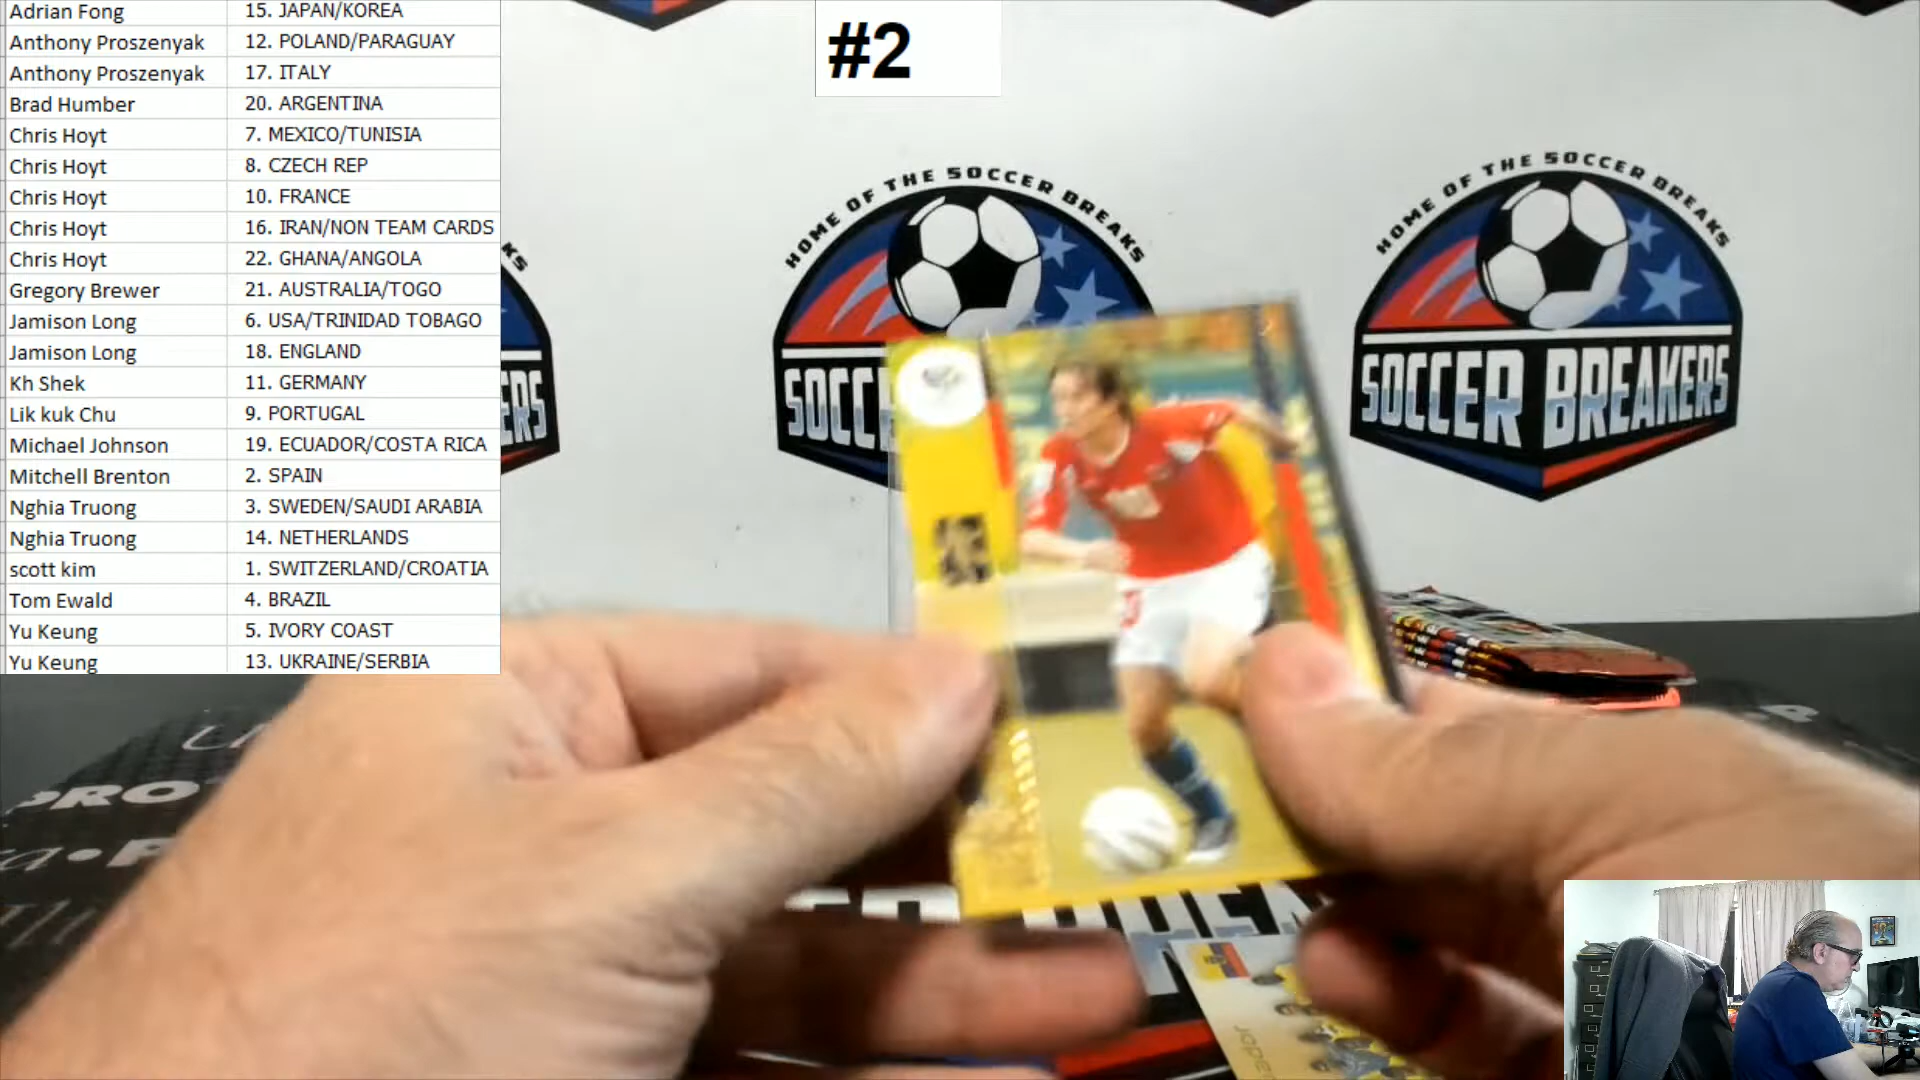 Adrian Fong 15. JAPAN/KOREA
Anthony Proszenyak 12. POLAND/PARAGUAY
Anthony Proszenyak 17. ITALY
Brad Humber 20. ARGENTINA
Chris Hoyt 7. MEXICO/TUNISIA
Chris Hoyt 8. CZECH REP
Chris Hoyt 10. FRANCE
Chris Hoyt 16. IRAN/NON TEAM CARDS
Chris Hoyt 22. GHANA/ANGOLA
Gregory Brewer 21. AUSTRALIA/TOGO
Jamison Long 6. USA/TRINIDAD TOBAGO
Jamison Long 18. ENGLAND
Kh Shek 11. GERMANY
Lik kuk Chu 9. PORTUGAL
Michael Johnson 19. ECUADOR/COSTA RICA
Mitchell Brenton 2. SPAIN
Nghia Truong 3. SWEDEN/SAUDI ARABIA
Nghia Truong 14. NETHERLANDS
scott kim 1. SWITZERLAND/CROATIA
Tom Ewald 4. BRAZIL
Yu Keung 5. IVORY COAST
Yu Keung 13. UKRAINE/SERBIA
#2
HOME OF THE SOCCER BREAKS
SOCC
HOME OF THE SOCCER BREAKS
SOCCER BREAKERS
KS
ERS